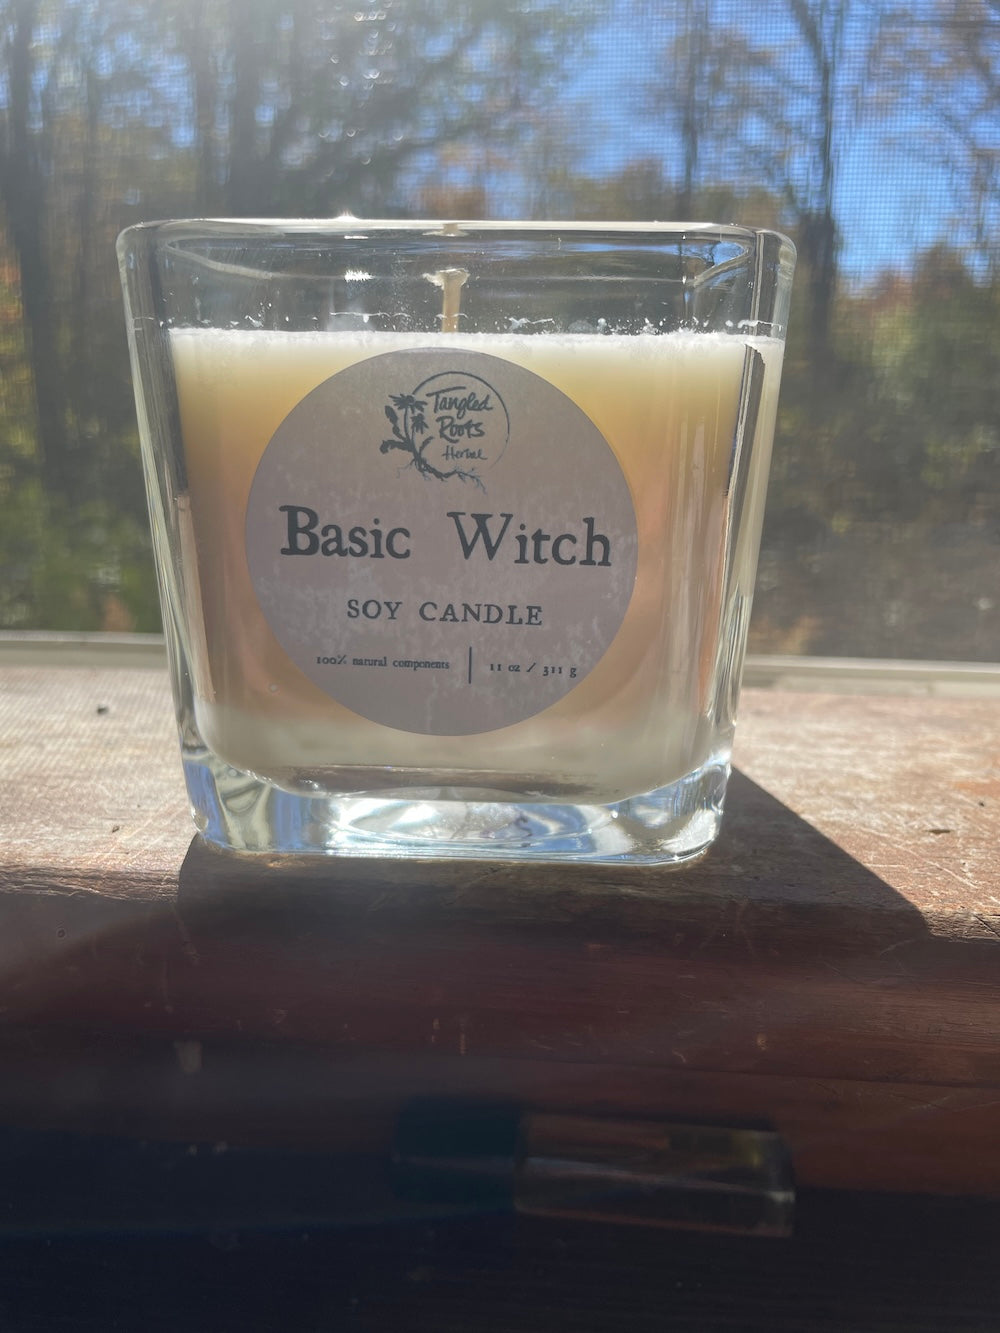 Tangled
Roots
Herbal
Basic Witch
SOY CANDLE
100% natural components | 11 oz / 311 g